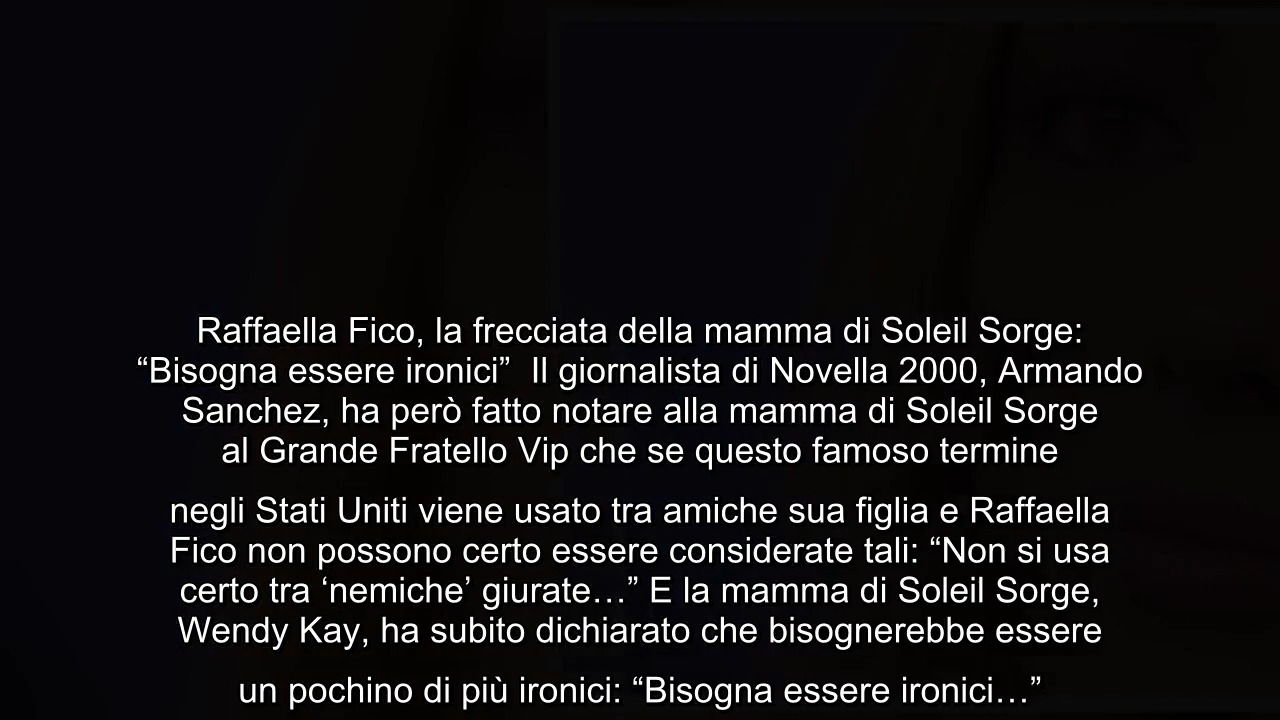 Raffaella Fico, la frecciata della mamma di Soleil Sorge:
“Bisogna essere ironici”  Il giornalista di Novella 2000, Armando
Sanchez, ha però fatto notare alla mamma di Soleil Sorge
al Grande Fratello Vip che se questo famoso termine
negli Stati Uniti viene usato tra amiche sua figlia e Raffaella
Fico non possono certo essere considerate tali: “Non si usa
certo tra ‘nemiche’ giurate…” E la mamma di Soleil Sorge,
Wendy Kay, ha subito dichiarato che bisognerebbe essere
un pochino di più ironici: “Bisogna essere ironici…”